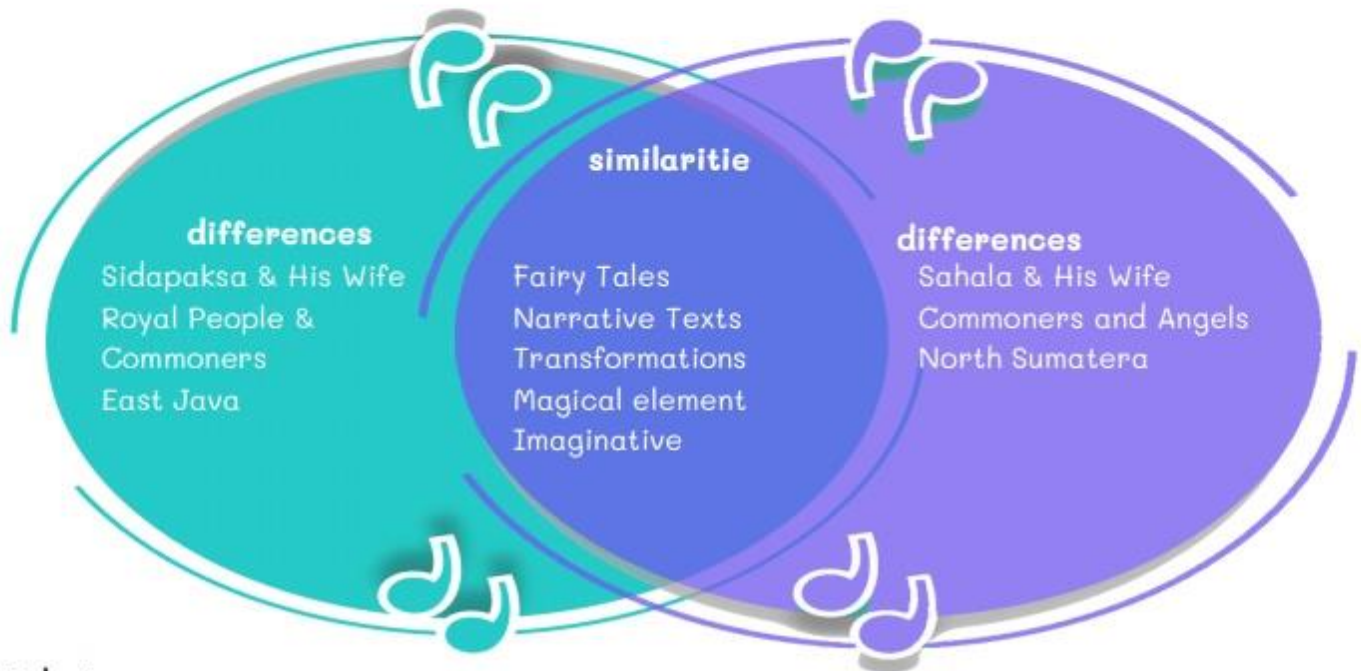 differences
Sidapaksa & His Wife
Royal People &
Commoners
East Java
similaritie
Fairy Tales
Narrative Texts
Transformations
Magical element
Imaginative
differences
Sahala & His Wife
Commoners and Angels
North Sumatera